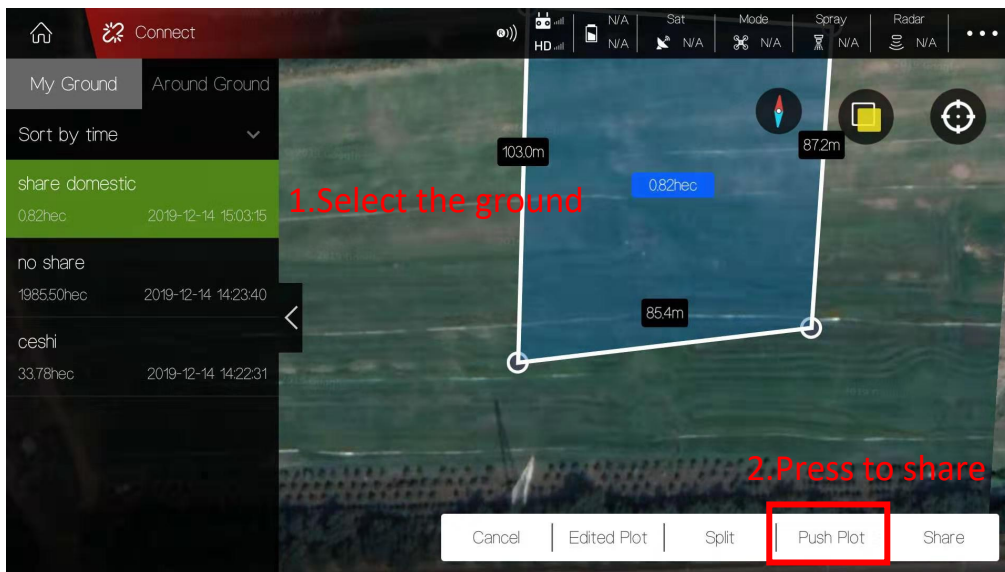 Connect
HD
N/A
N/A
Sat
N/A
Mode
N/A
Spray
N/A
Radar
N/A
My Ground
Around Ground
Sort by time
share domestic
0.82hec 2019-12-14 15:03:15
no share
1985.50hec 2019-12-14 14:23:40
ceshi
33.78hec 2019-12-14 14:22:31
1.Select the ground
103.0m
87.2m
0.82hec
85.4m
2.Press to share
Cancel
Edited Plot
Split
Push Plot
Share